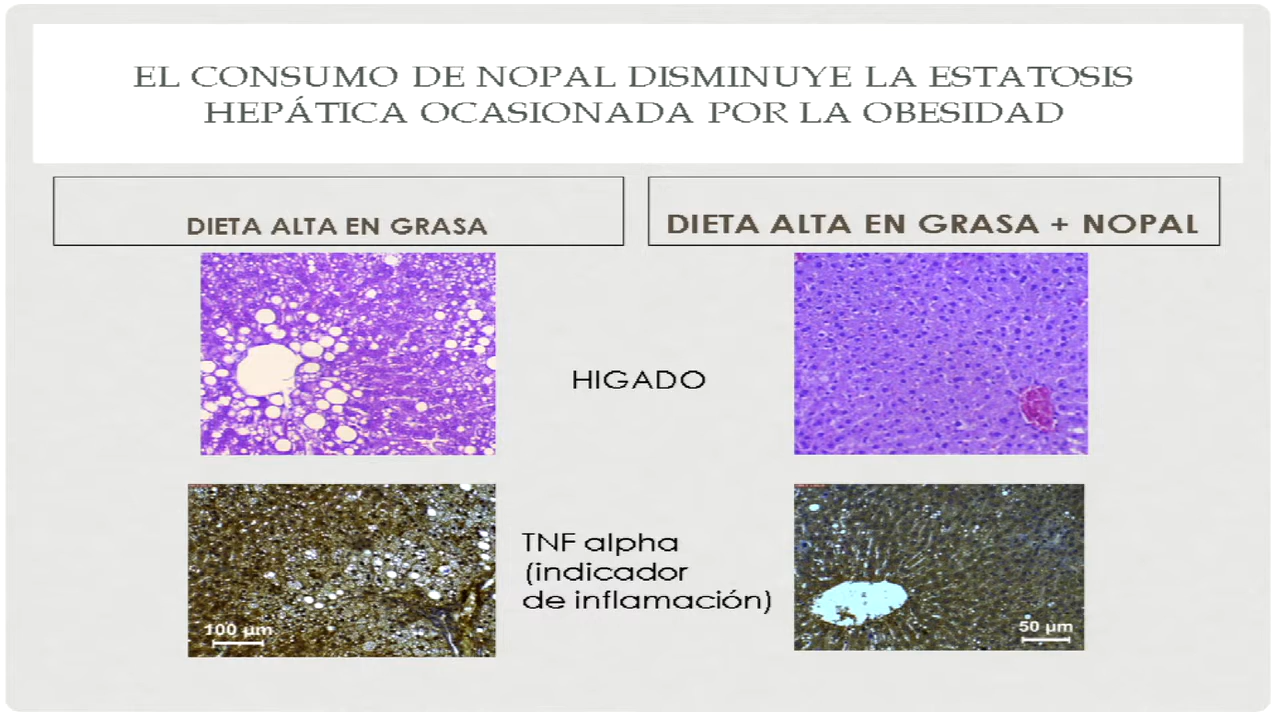 EL CONSUMO DE NOPAL DISMINUYE LA ESTATOSIS
HEPÁTICA OCASIONADA POR LA OBESIDAD
DIETA ALTA EN GRASA
DIETA ALTA EN GRASA + NOPAL
HIGADO
TNF alpha
(indicador
de inflamación)
100 µm
50 µm